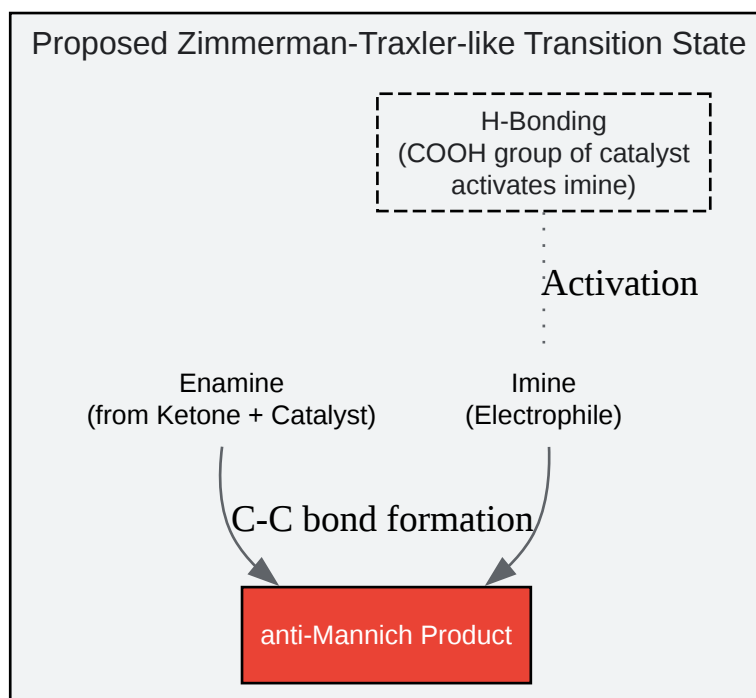 Proposed Zimmerman-Traxler-like Transition State
H-Bonding
(COOH group of catalyst
activates imine)
Activation
Enamine
(from Ketone + Catalyst)
Imine
(Electrophile)
C-C bond formation
anti-Mannich Product